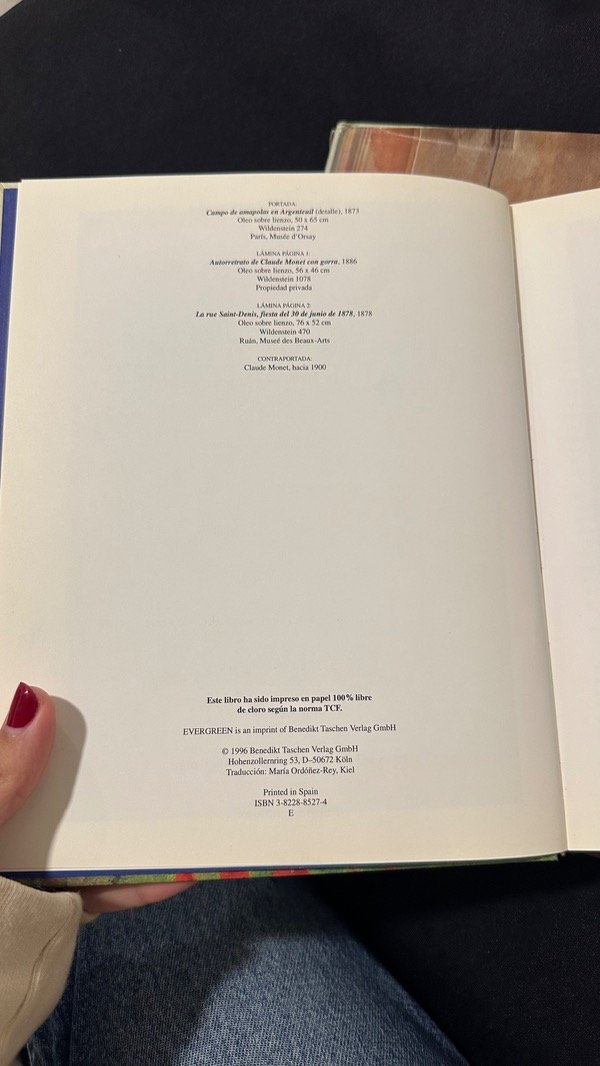 PORTADA:
Campo de amapolas en Argenteuil (detalle), 1873
Oleo sobre lienzo, 50 x 65 cm
Wildenstein 274
París, Musée d'Orsay
LÁMINA PÁGINA 1:
Autorretrato de Claude Monet con gorra, 1886
Oleo sobre lienzo, 56 x 46 cm
Wildenstein 1078
Propiedad privada
LÁMINA PÁGINA 2:
La rue Saint-Denis, fiesta del 30 de junio de 1878, 1878
Oleo sobre lienzo, 76 x 52 cm
Wildenstein 470
Ruán, Museé des Beaux-Arts
CONTRAPORTADA:
Claude Monet, hacia 1900
Este libro ha sido impreso en papel 100% libre
de cloro según la norma TCF.
EVERGREEN is an imprint of Benedikt Taschen Verlag GmbH
© 1996 Benedikt Taschen Verlag GmbH
Hohenzollernring 53, D–50672 Köln
Traducción: María Ordóñez-Rey, Kiel
Printed in Spain
ISBN 3-8228-8527-4
E